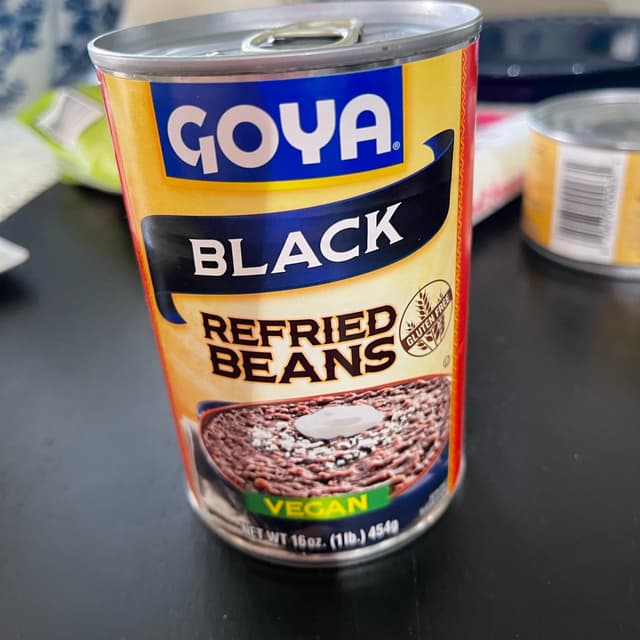 GOYA®
BLACK
REFRIED
BEANS
GLUTEN FREE
VEGAN
NET WT 16oz. (1lb.) 454g